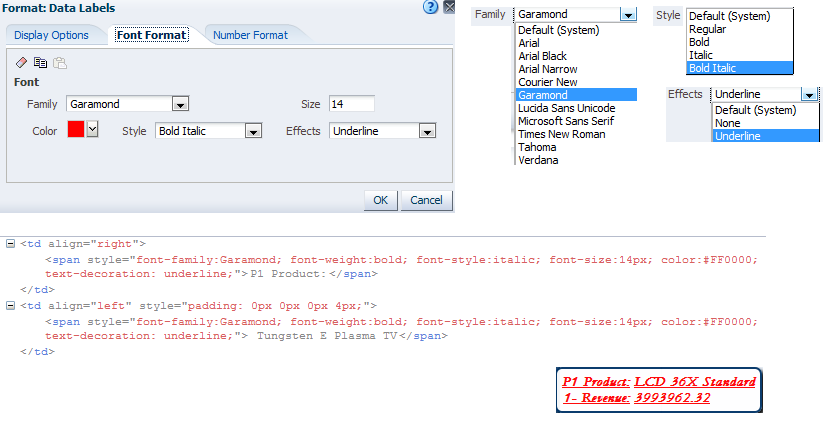 Format: Data Labels
Display Options Font Format Number Format
Font
Family Garamond Size 14
Color Style Bold Italic Effects Underline
OK Cancel
Family Garamond
Default (System)
Arial
Arial Black
Arial Narrow
Courier New
Garamond
Lucida Sans Unicode
Microsoft Sans Serif
Times New Roman
Tahoma
Verdana
Style Default (System)
Regular
Bold
Italic
Bold Italic
Effects Underline
Default (System)
None
Underline
<td align="right">
<span style="font-family:Garamond; font-weight:bold; font-style:italic; font-size:14px; color:#FF0000;
text-decoration: underline;">P1 Product:</span>
</td>
<td align="left" style="padding: 0px 0px 0px 4px;">
<span style="font-family:Garamond; font-weight:bold; font-style:italic; font-size:14px; color:#FF0000;
text-decoration: underline;"> Tungsten E Plasma TV</span>
</td>
P1 Product: LCD 36X Standard
1- Revenue: 3993962.32